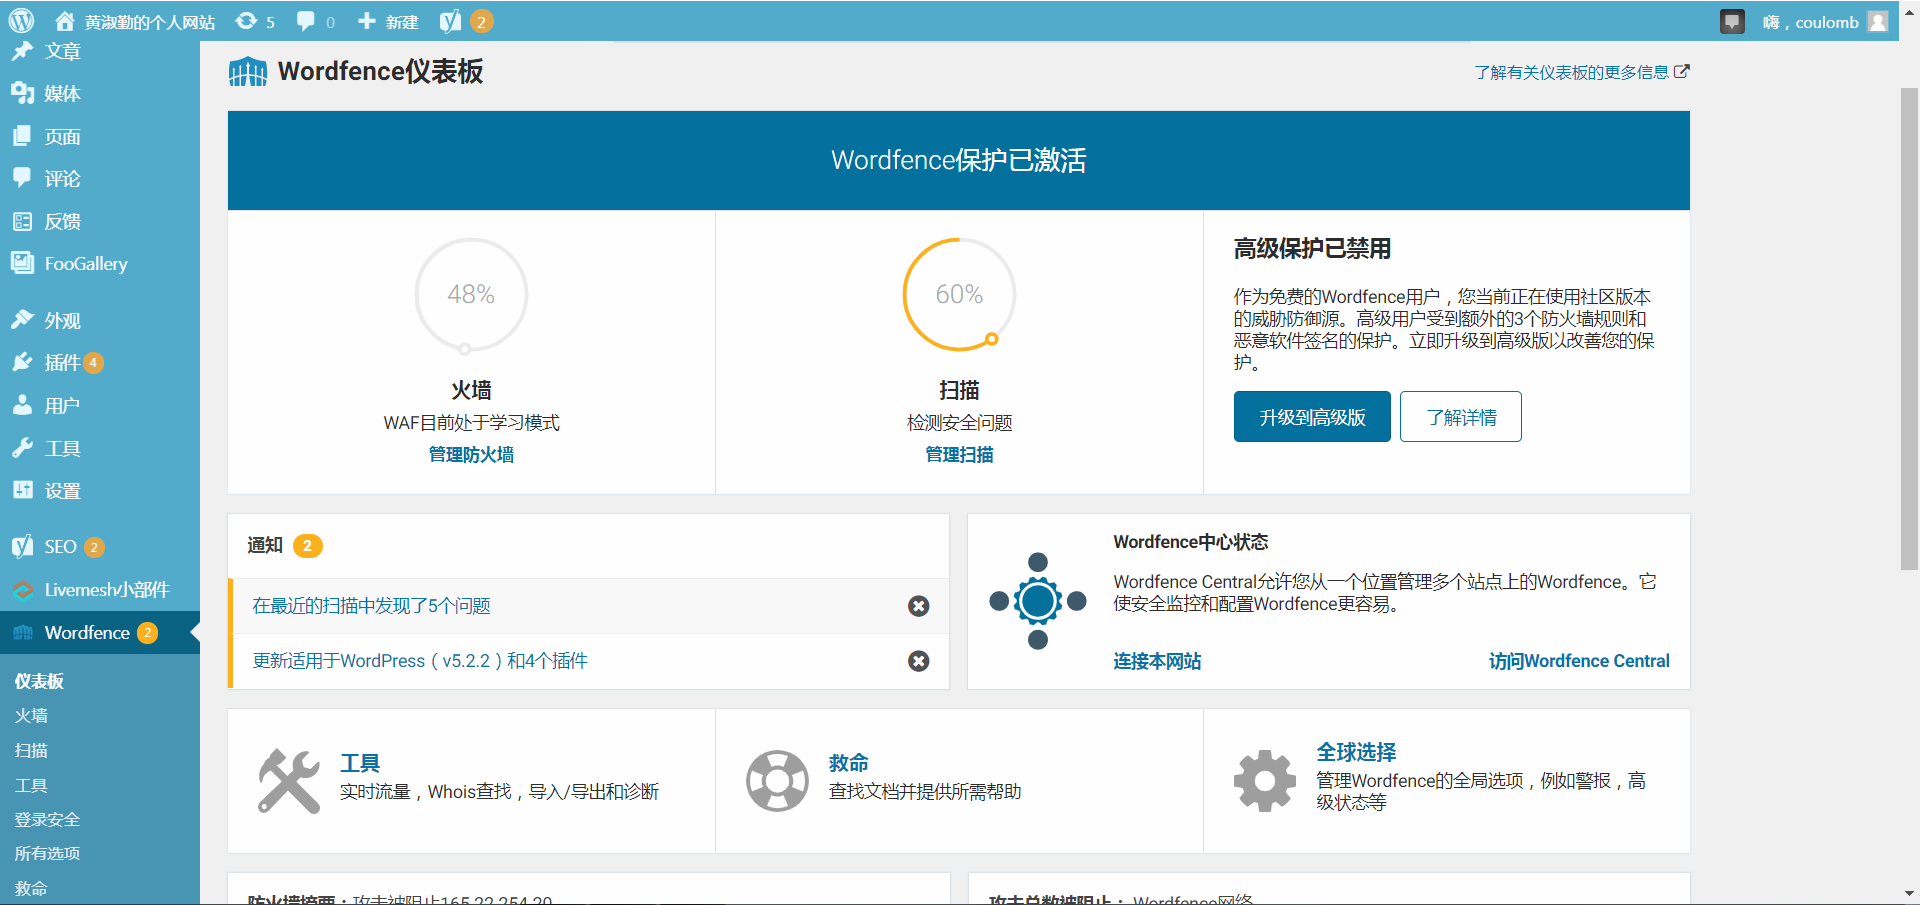 黄淑勤的个人网站 5 0 新建 2 嗨，coulomb
文章
媒体
页面
评论
反馈
FooGallery
外观
插件 4
用户
工具
设置
SEO 2
Livemesh小部件
Wordfence 2
仪表板
火墙
扫描
工具
登录安全
所有选项
救命
Wordfence仪表板
了解有关仪表板的更多信息
Wordfence保护已激活
48%
火墙
WAF目前处于学习模式
管理防火墙
60%
扫描
检测安全问题
管理扫描
高级保护已禁用
作为免费的Wordfence用户，您当前正在使用社区版本
的威胁防御源。高级用户受到额外的3个防火墙规则和
恶意软件签名的保护。立即升级到高级版以改善您的保
护。
升级到高级版 了解详情
通知 2
在最近的扫描中发现了5个问题
更新适用于WordPress（v5.2.2）和4个插件
Wordfence中心状态
Wordfence Central允许您从一个位置管理多个站点上的Wordfence。它
使安全监控和配置Wordfence更容易。
连接本网站 访问Wordfence Central
工具
实时流量，Whois查找，导入/导出和诊断
救命
查找文档并提供所需帮助
全球选择
管理Wordfence的全局选项，例如警报，高
级状态等
防火墙摘要：攻击被阻止165.22.254.20
攻击总数被阻止： Wordfence网络